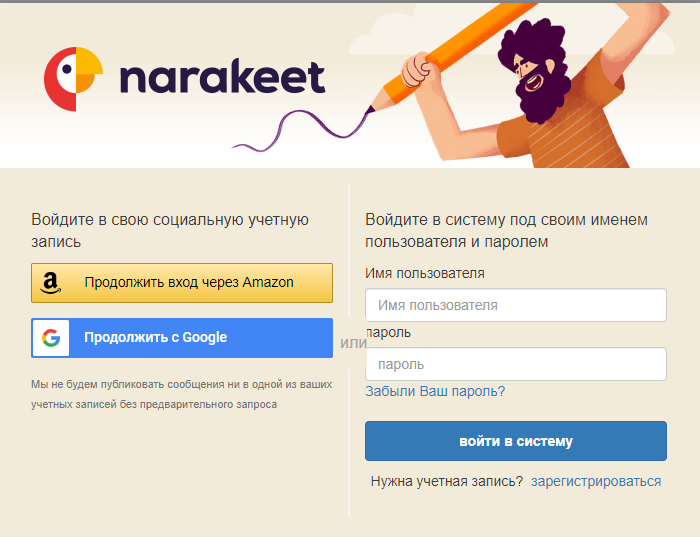 narakeet
Войдите в свою социальную учетную
запись
Продолжить вход через Amazon
Продолжить с Google
Мы не будем публиковать сообщения ни в одной из ваших
учетных записей без предварительного запроса
или
Войдите в систему под своим именем
пользователя и паролем
Имя пользователя
Имя пользователя
пароль
пароль
Забыли Ваш пароль?
войти в систему
Нужна учетная запись? зарегистрироваться